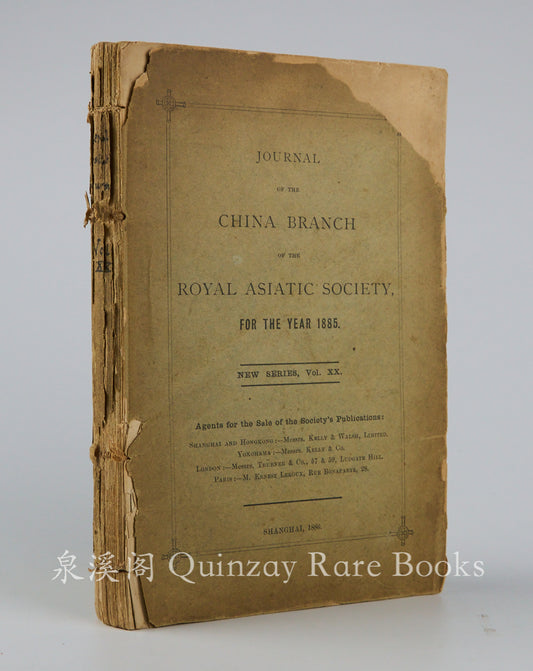 JOURNAL
OF THE
CHINA BRANCH
OF THE
ROYAL ASIATIC SOCIETY,
FOR THE YEAR 1885.
NEW SERIES, Vol. XX.
Agents for the Sale of the Society's Publications:
SHANGHAI AND HONGKONG:—MESSRS. KELLY & WALSH, LIMITED.
YOKOHAMA:—MESSRS. KELLY & CO.
LONDON:—MESSRS. TRUBNER & CO., 57 & 59, LUDGATE HILL.
PARIS:—M. ERNEST LEROUX, RUE BONAPARTE, 28.
SHANGHAI, 1886.
Vol.
XX
泉溪阁 Quinzay Rare Books